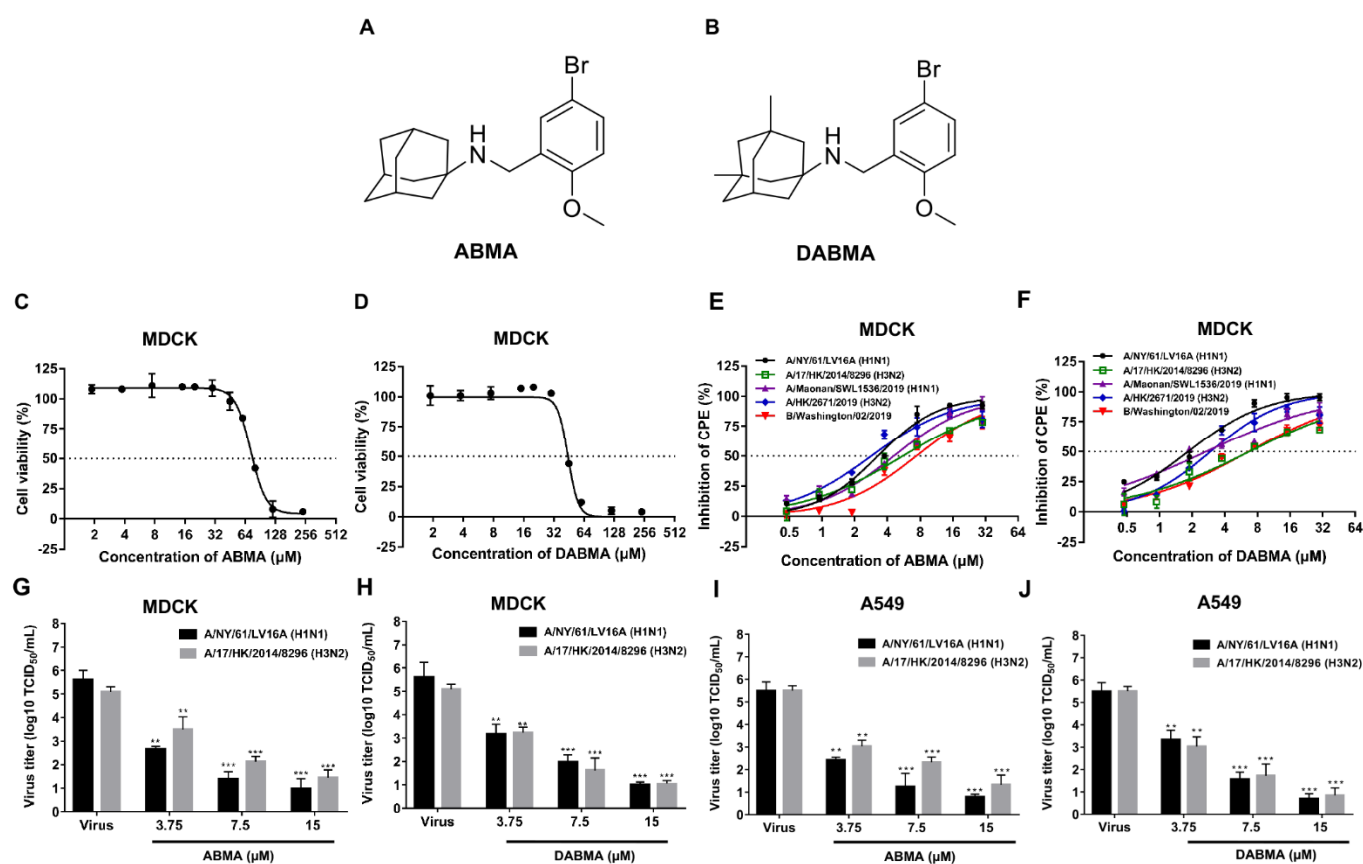 A
B
Br
Br
H
N
H
N
O
O
ABMA
DABMA
C
MDCK
Cell viability (%)
125
100
75
50
25
0
-25
2 4 8 16 32 64 128 256 512
Concentration of ABMA (µM)
D
MDCK
Cell viability (%)
125
100
75
50
25
0
-25
2 4 8 16 32 64 128 256 512
Concentration of DABMA (µM)
E
MDCK
Inhibition of CPE (%)
125
100
75
50
25
0
-25
A/NY/61/LV16A (H1N1)
A/17/HK/2014/8296 (H3N2)
A/Maonan/SWL1536/2019 (H1N1)
A/HK/2671/2019 (H3N2)
B/Washington/02/2019
0.5 1 2 4 8 16 32 64
Concentration of ABMA (µM)
F
MDCK
Inhibition of CPE (%)
125
100
75
50
25
0
-25
A/NY/61/LV16A (H1N1)
A/17/HK/2014/8296 (H3N2)
A/Maonan/SWL1536/2019 (H1N1)
A/HK/2671/2019 (H3N2)
B/Washington/02/2019
0.5 1 2 4 8 16 32 64
Concentration of DABMA (µM)
G
MDCK
Virus titer (log10 TCID50/mL)
8
7
6
5
4
3
2
1
0
A/NY/61/LV16A (H1N1)
A/17/HK/2014/8296 (H3N2)
** ** *** *** *** ***
Virus 3.75 7.5 15
ABMA (µM)
H
MDCK
Virus titer (log10 TCID50/mL)
8
7
6
5
4
3
2
1
0
A/NY/61/LV16A (H1N1)
A/17/HK/2014/8296 (H3N2)
** ** *** *** *** ***
Virus 3.75 7.5 15
DABMA (µM)
I
A549
Virus titer (log10 TCID50/mL)
8
7
6
5
4
3
2
1
0
A/NY/61/LV16A (H1N1)
A/17/HK/2014/8296 (H3N2)
** ** *** *** *** ***
Virus 3.75 7.5 15
ABMA (µM)
J
A549
Virus titer (log10 TCID50/mL)
8
7
6
5
4
3
2
1
0
A/NY/61/LV16A (H1N1)
A/17/HK/2014/8296 (H3N2)
** ** *** *** *** ***
Virus 3.75 7.5 15
DABMA (µM)